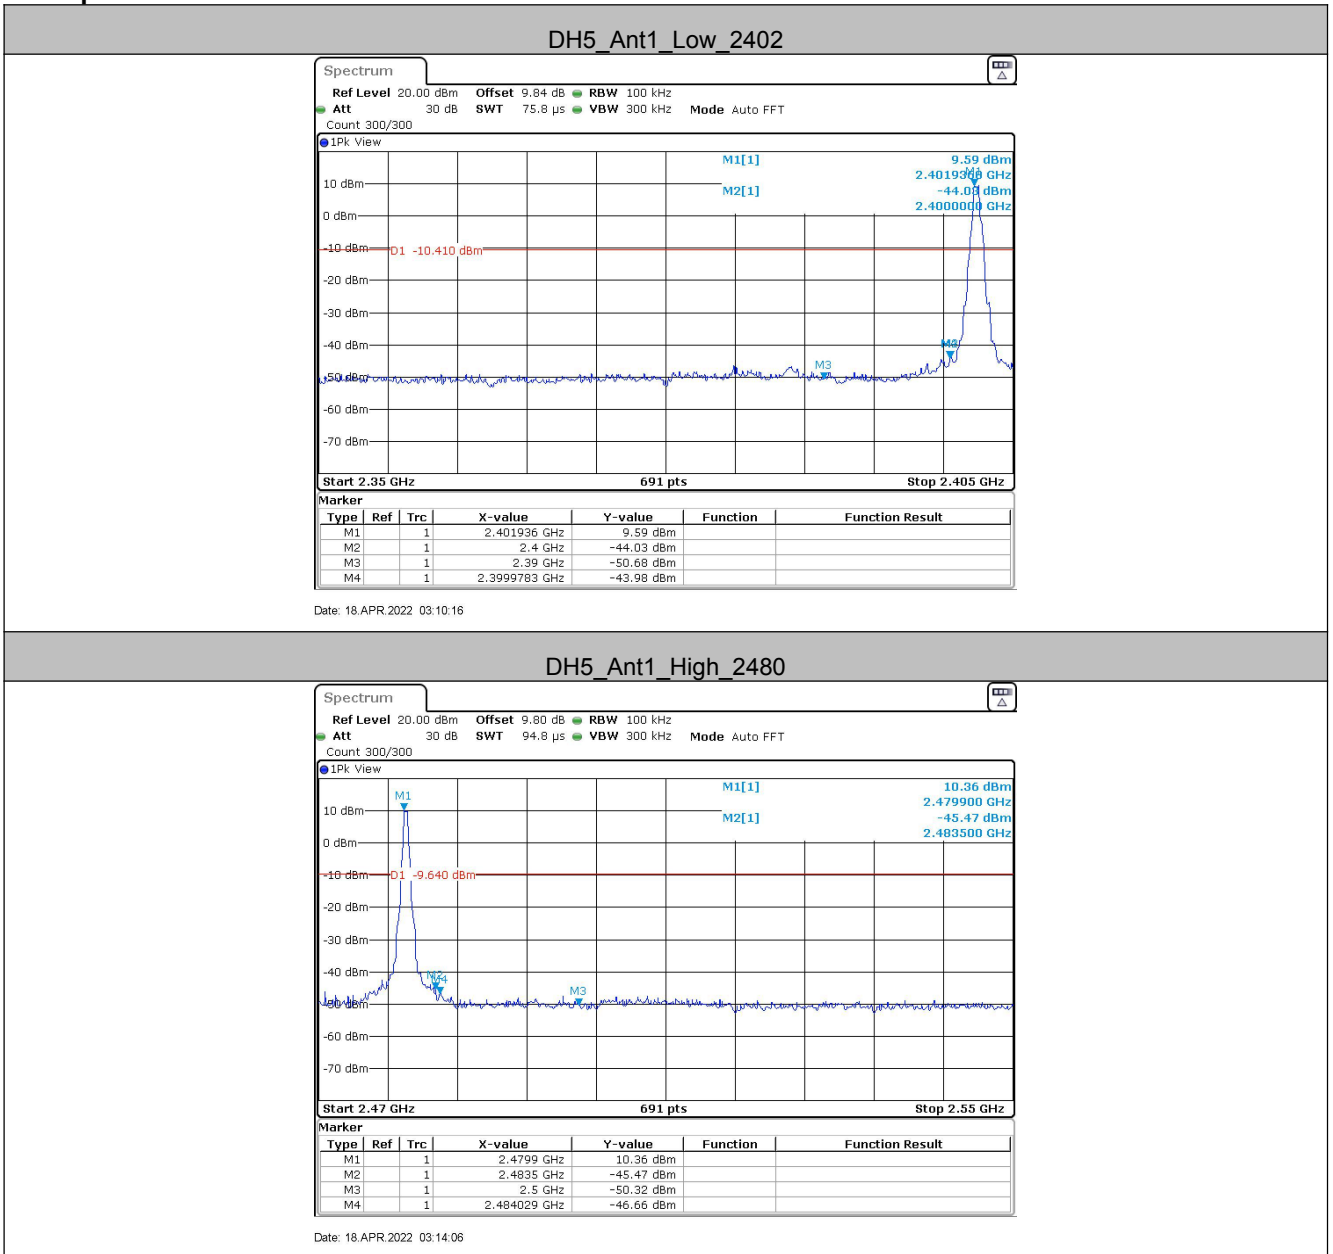 DH5_Ant1_Low_2402
Spectrum
Ref Level 20.00 dBm Offset 9.84 dB RBW 100 kHz
Att 30 dB SWT 75.8 µs VBW 300 kHz Mode Auto FFT
Count 300/300
1Pk View
M1[1] 9.59 dBm
2.4019360 GHz
M1
10 dBm
M2[1] -44.03 dBm
2.4000000 GHz
0 dBm
-10 dBm
D1 -10.410 dBm
-20 dBm
-30 dBm
-40 dBm
M3
-50 dBm
-60 dBm
-70 dBm
Start 2.35 GHz 691 pts Stop 2.405 GHz
Marker
Type Ref Trc X-value Y-value Function Function Result
M1 1 2.401936 GHz 9.59 dBm
M2 1 2.4 GHz -44.03 dBm
M3 1 2.39 GHz -50.68 dBm
M4 1 2.3999783 GHz -43.98 dBm
Date: 18.APR.2022 03:10:16
DH5_Ant1_High_2480
Spectrum
Ref Level 20.00 dBm Offset 9.80 dB RBW 100 kHz
Att 30 dB SWT 94.8 µs VBW 300 kHz Mode Auto FFT
Count 300/300
1Pk View
M1[1] 10.36 dBm
M1
2.479900 GHz
10 dBm
M2[1] -45.47 dBm
2.483500 GHz
0 dBm
-10 dBm
D1 -9.640 dBm
-20 dBm
-30 dBm
-40 dBm
M2
M4
M3
-50 dBm
-60 dBm
-70 dBm
Start 2.47 GHz 691 pts Stop 2.55 GHz
Marker
Type Ref Trc X-value Y-value Function Function Result
M1 1 2.4799 GHz 10.36 dBm
M2 1 2.4835 GHz -45.47 dBm
M3 1 2.5 GHz -50.32 dBm
M4 1 2.484029 GHz -46.66 dBm
Date: 18.APR.2022 03:14:06